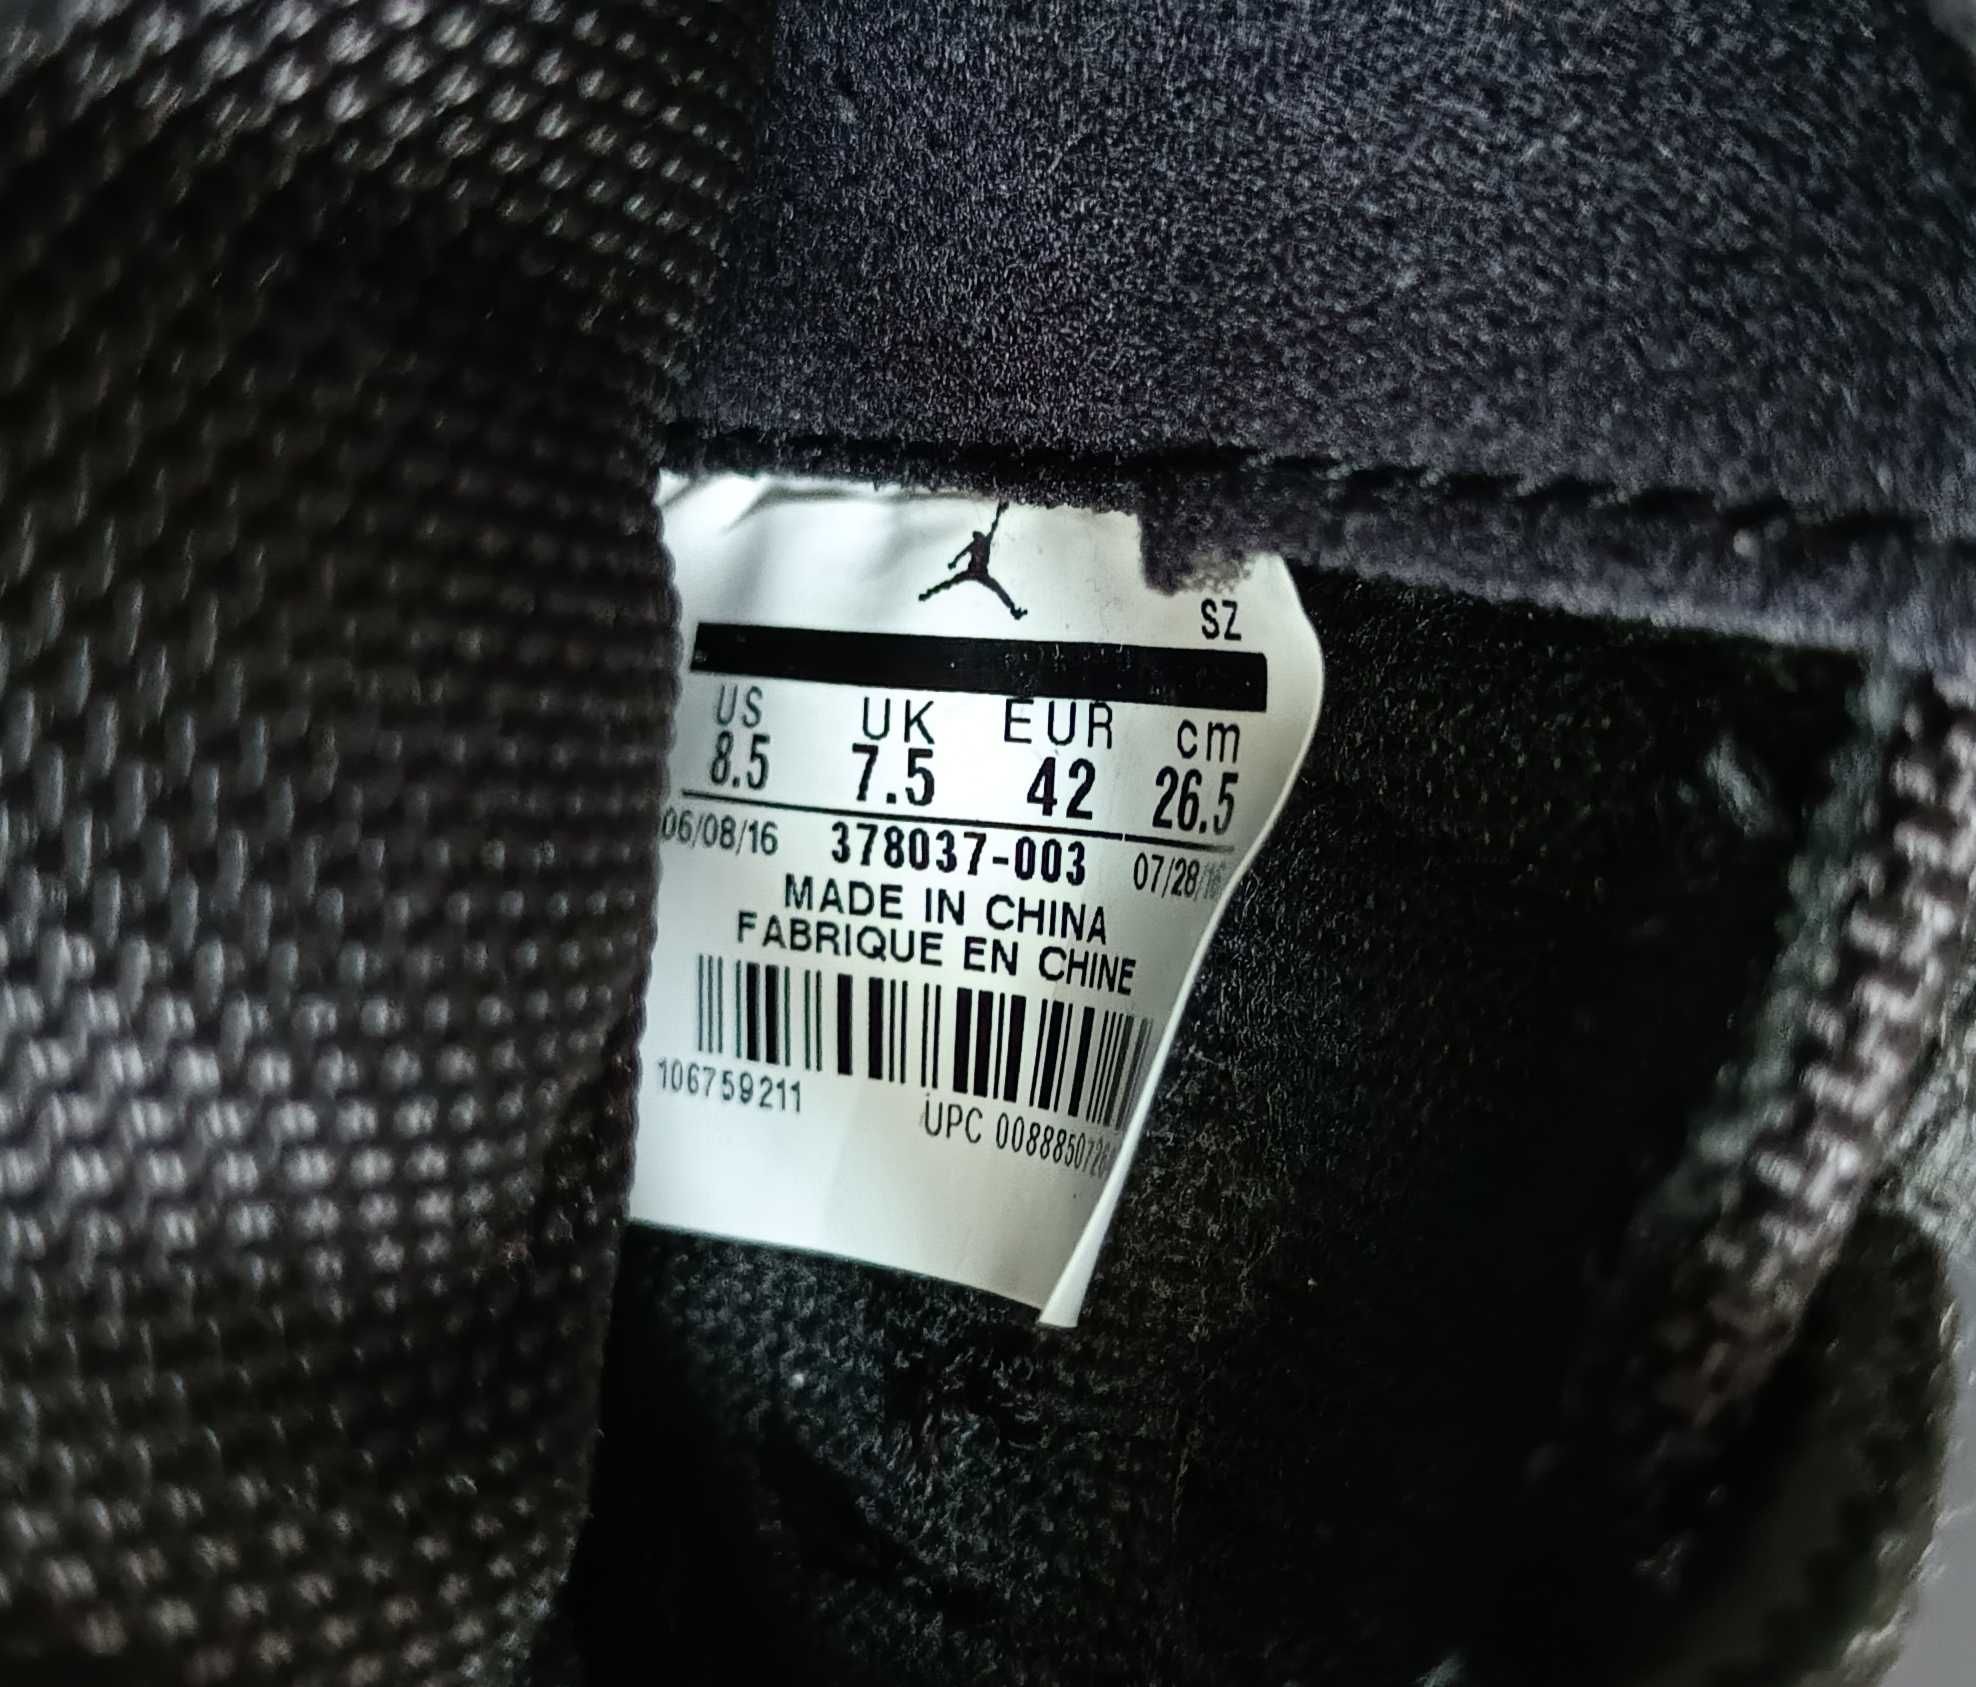 SZ
US UK EUR cm
8.5 7.5 42 26.5
06/08/16 378037-003 07/28/16
MADE IN CHINA
FABRIQUE EN CHINE
106759211
UPC